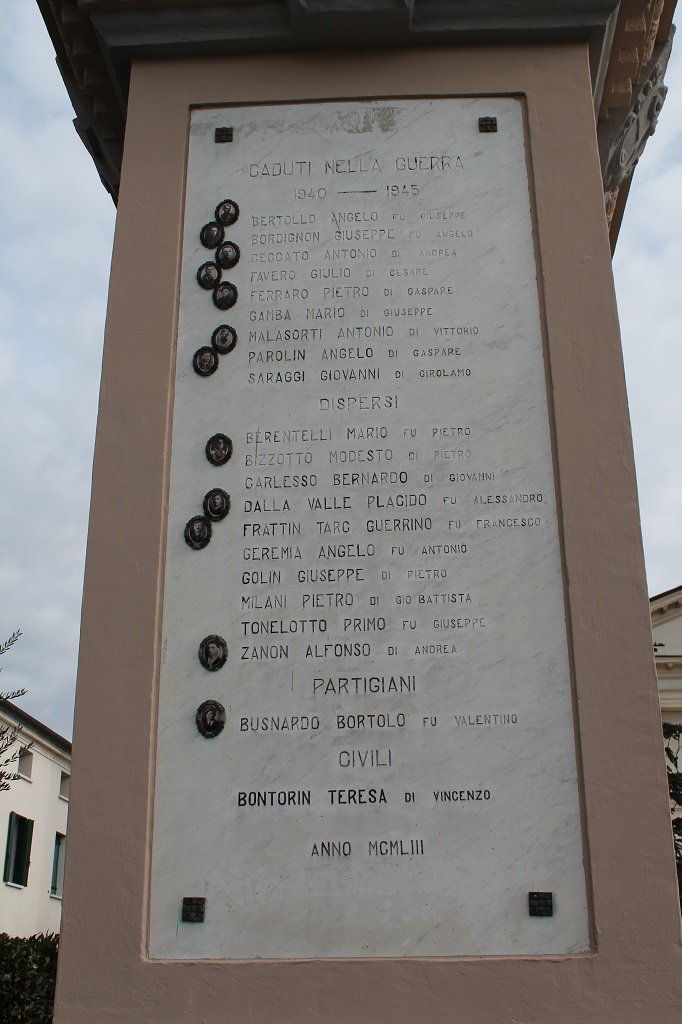 CADUTI NELLA GUERRA
1940 — 1945
BERTOLLO ANGELO FU GIUSEPPE
BORDIGNON GIUSEPPE FU ANGELO
CECCATO ANTONIO DI ANDREA
FAVERO GIULIO DI CESARE
FERRARO PIETRO DI GASPARE
GAMBA MARIO DI GIUSEPPE
MALASORTI ANTONIO DI VITTORIO
PAROLIN ANGELO DI GASPARE
SARAGGI GIOVANNI DI GIROLAMO
DISPERSI
BERENTELLI MARIO FU PIETRO
BIZZOTTO MODESTO DI PIETRO
CARLESSO BERNARDO DI GIOVANNI
DALLA VALLE PLACIDO FU ALESSANDRO
FRATTIN TARC GUERRINO FU FRANCESCO
GEREMIA ANGELO FU ANTONIO
GOLIN GIUSEPPE DI PIETRO
MILANI PIETRO DI GIO BATTISTA
TONELOTTO PRIMO FU GIUSEPPE
ZANON ALFONSO DI ANDREA
PARTIGIANI
BUSNARDO BORTOLO FU VALENTINO
CIVILI
BONTORIN TERESA DI VINCENZO
ANNO MCMLIII